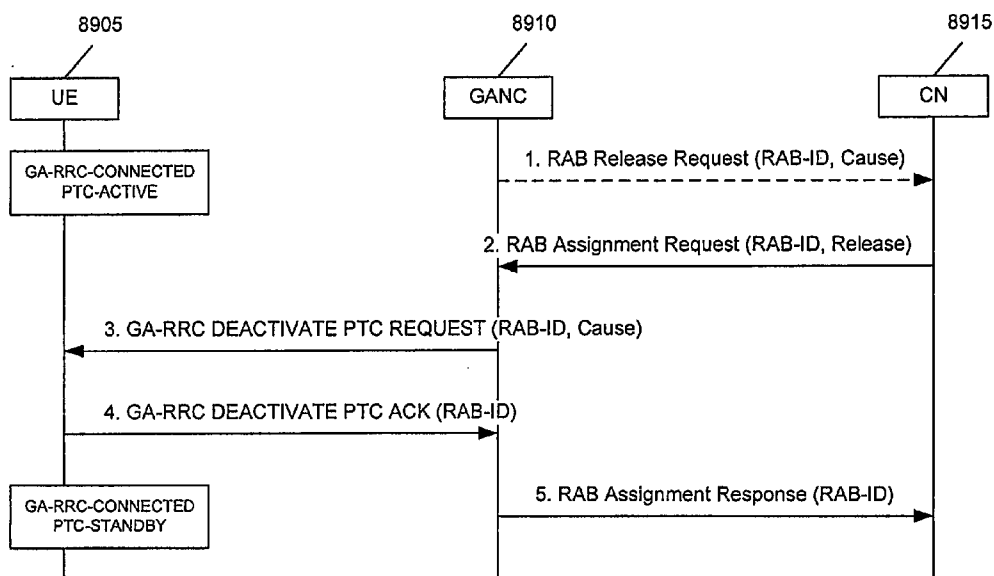 8905
8910
8915
UE
GANC
CN
GA-RRC-CONNECTED
PTC-ACTIVE
1. RAB Release Request (RAB-ID, Cause)
2. RAB Assignment Request (RAB-ID, Release)
3. GA-RRC DEACTIVATE PTC REQUEST (RAB-ID, Cause)
4. GA-RRC DEACTIVATE PTC ACK (RAB-ID)
GA-RRC-CONNECTED
PTC-STANDBY
5. RAB Assignment Response (RAB-ID)